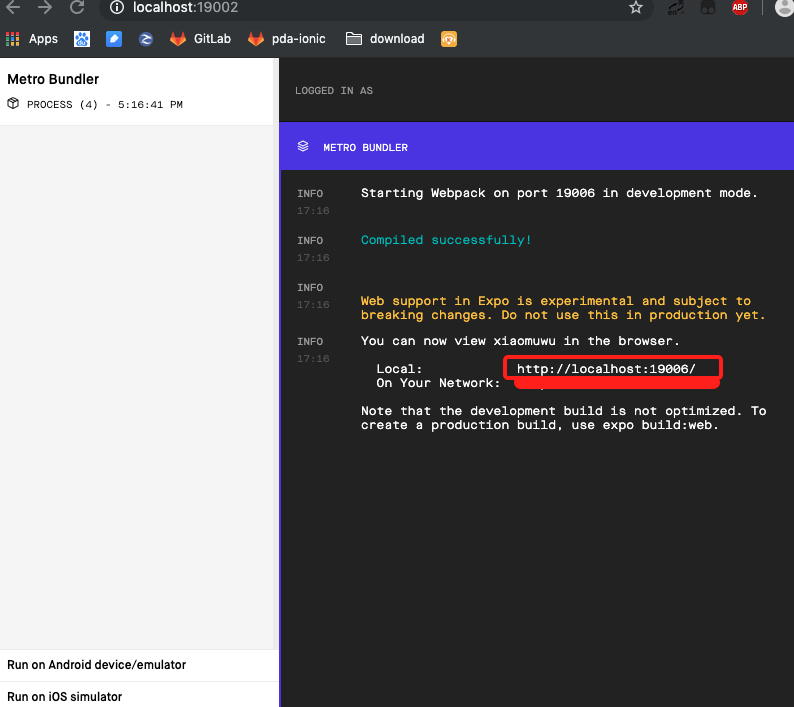 localhost:19002
Apps
GitLab
pda-ionic
download
ABP
Metro Bundler
PROCESS (4) - 5:16:41 PM
Run on Android device/emulator
Run on iOS simulator
LOGGED IN AS
METRO BUNDLER
INFO Starting Webpack on port 19006 in development mode.
17:16
INFO Compiled successfully!
17:16
INFO
17:16 Web support in Expo is experimental and subject to
breaking changes. Do not use this in production yet.
INFO You can now view xiaomuwu in the browser.
17:16
Local: http://localhost:19006/
On Your Network:
Note that the development build is not optimized. To
create a production build, use expo build:web.